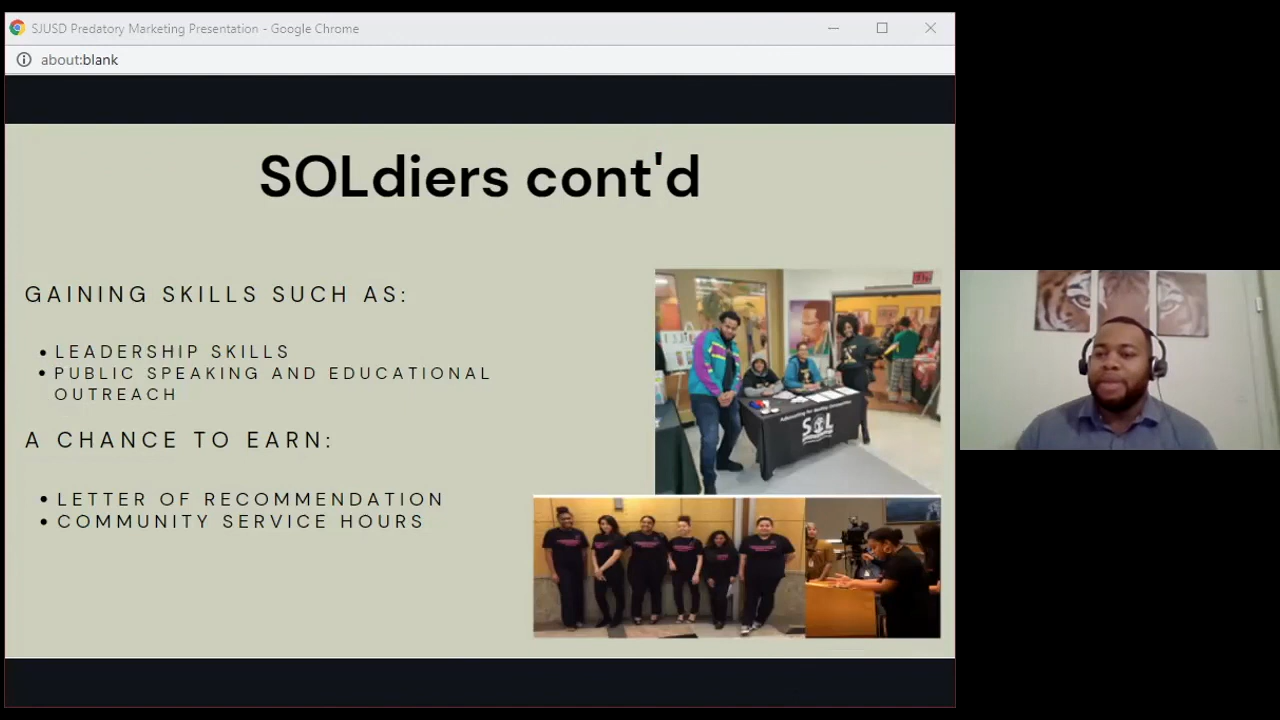 SJUSD Predatory Marketing Presentation - Google Chrome
about:blank
SOLdiers cont'd
GAINING SKILLS SUCH AS:
• LEADERSHIP SKILLS
• PUBLIC SPEAKING AND EDUCATIONAL
OUTREACH
A CHANCE TO EARN:
• LETTER OF RECOMMENDATION
• COMMUNITY SERVICE HOURS
SOL